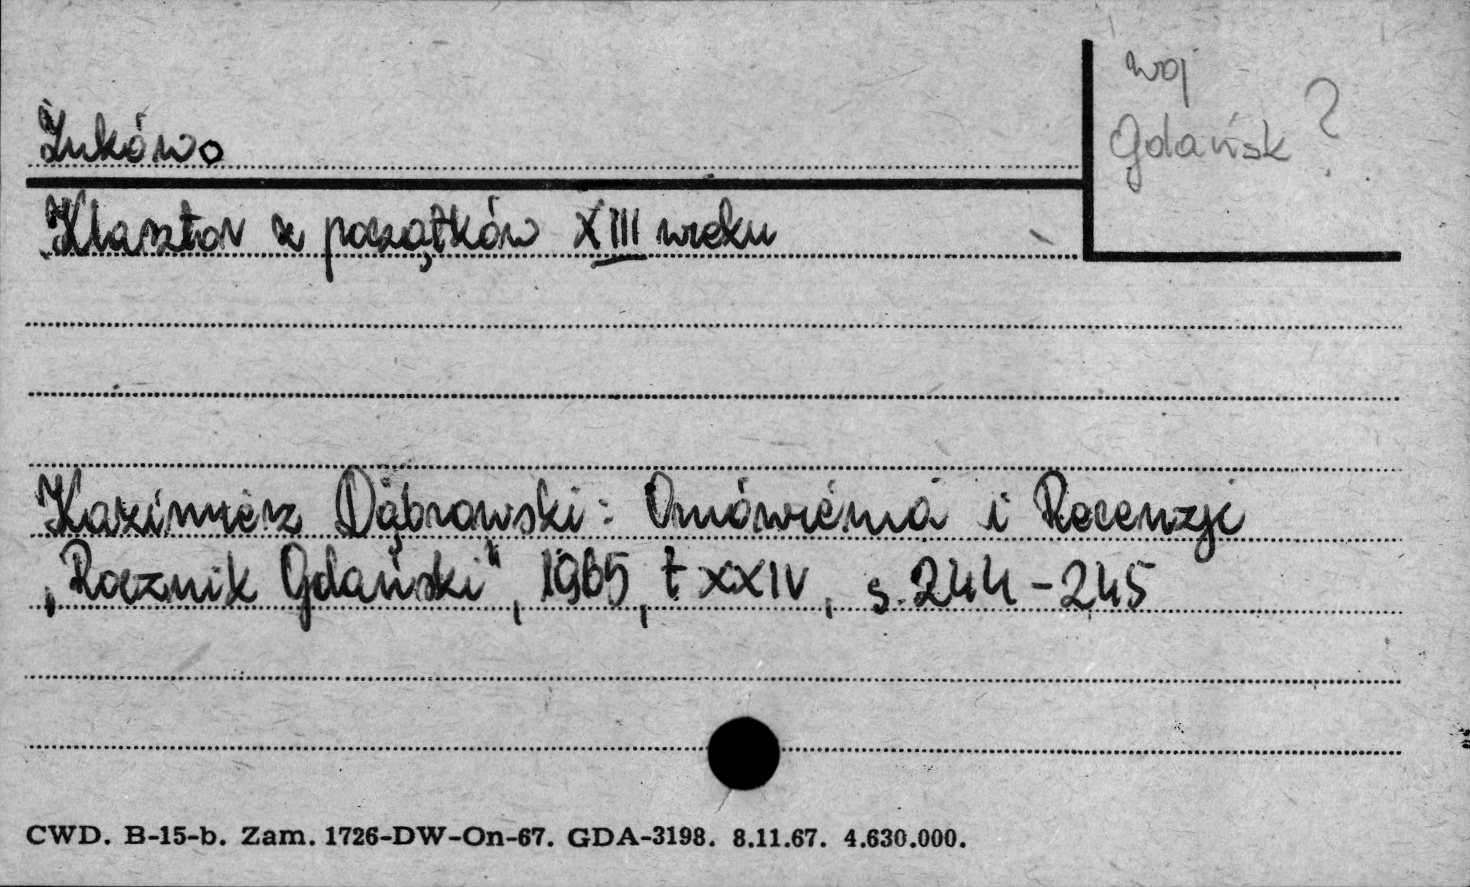 Żukowo
woj
Gdańsk ?
Klasztor z początków XIII wieku
Kazimierz Dąbrowski: Omówienia i Recenzje
„Rocznik Gdański", 1965, t XXIV, s. 244-245
CWD. B-15-b. Zam. 1726-DW-On-67. GDA-3198. 8.11.67. 4.630.000.